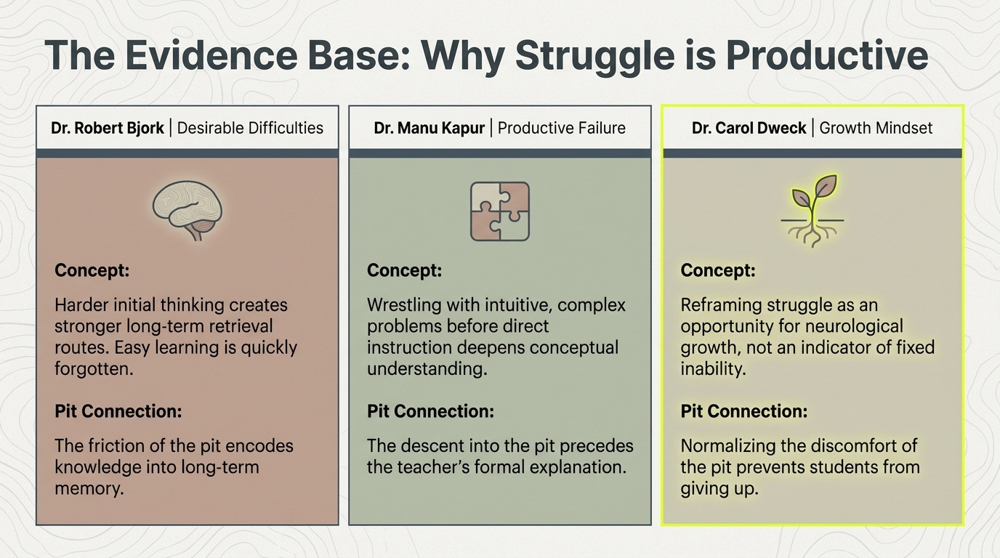 The Evidence Base: Why Struggle is Productive
Dr. Robert Bjork | Desirable Difficulties
Concept:
Harder initial thinking creates
stronger long-term retrieval
routes. Easy learning is quickly
forgotten.
Pit Connection:
The friction of the pit encodes
knowledge into long-term
memory.
Dr. Manu Kapur | Productive Failure
Concept:
Wrestling with intuitive, complex
problems before direct
instruction deepens conceptual
understanding.
Pit Connection:
The descent into the pit precedes
the teacher’s formal explanation.
Dr. Carol Dweck | Growth Mindset
Concept:
Reframing struggle as an
opportunity for neurological
growth, not an indicator of fixed
inability.
Pit Connection:
Normalizing the discomfort of
the pit prevents students from
giving up.